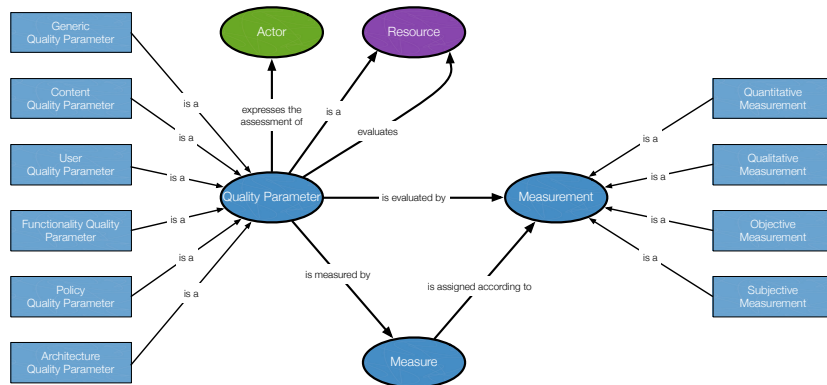 Generic
Quality Parameter
Actor
Resource
Content
Quality Parameter
is a
expresses the
assessment of
is a
Quantitative
Measurement
is a
evaluates
is a
User
Quality Parameter
is a
Qualitative
Measurement
is a
Quality Parameter
is evaluated by
Measurement
Functionality Quality
Parameter
is a
is a
Objective
Measurement
is a
is a
Policy
Quality Parameter
is a
is measured by
is assigned according to
Subjective
Measurement
Architecture
Quality Parameter
Measure